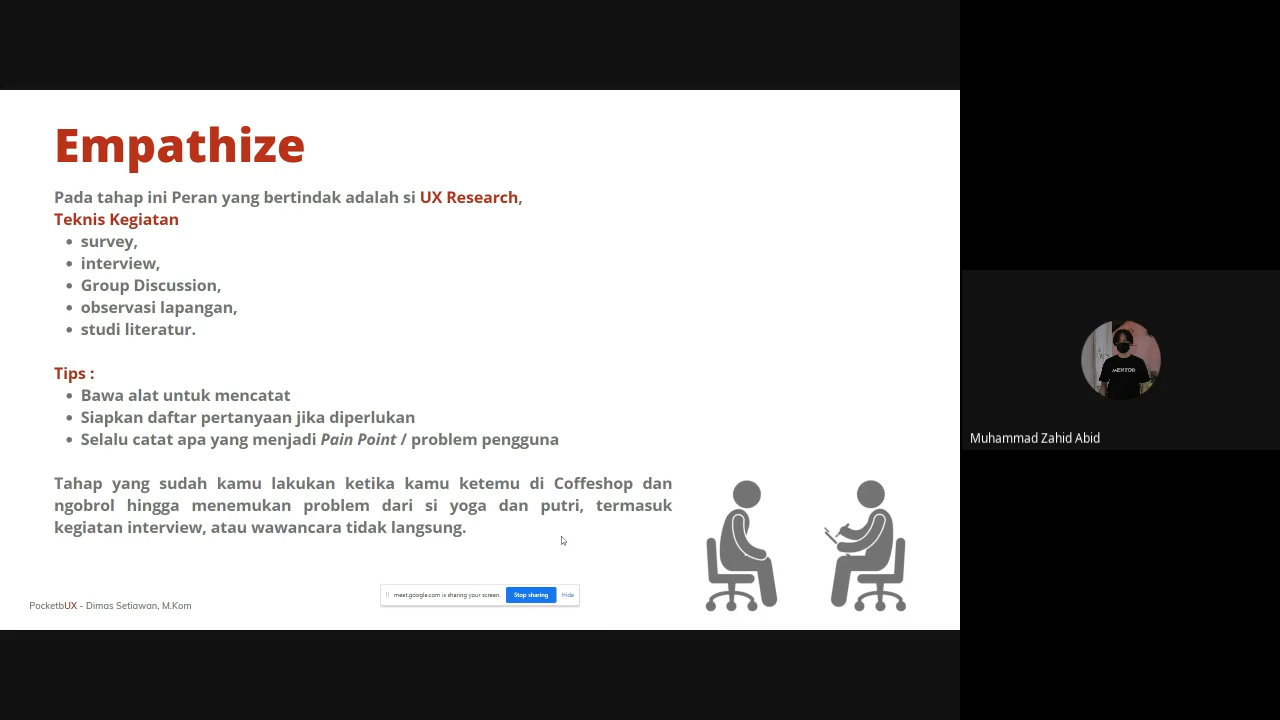 Empathize
Pada tahap ini Peran yang bertindak adalah si UX Research,
Teknis Kegiatan
• survey,
• interview,
• Group Discussion,
• observasi lapangan,
• studi literatur.
Tips :
• Bawa alat untuk mencatat
• Siapkan daftar pertanyaan jika diperlukan
• Selalu catat apa yang menjadi Pain Point / problem pengguna
Tahap yang sudah kamu lakukan ketika kamu ketemu di Coffeshop dan
ngobrol hingga menemukan problem dari si yoga dan putri, termasuk
kegiatan interview, atau wawancara tidak langsung.
meet.google.com is sharing your screen. Stop sharing Hide
PocketbUX - Dimas Setiawan, M.Kom
MENTOR
Muhammad Zahid Abid